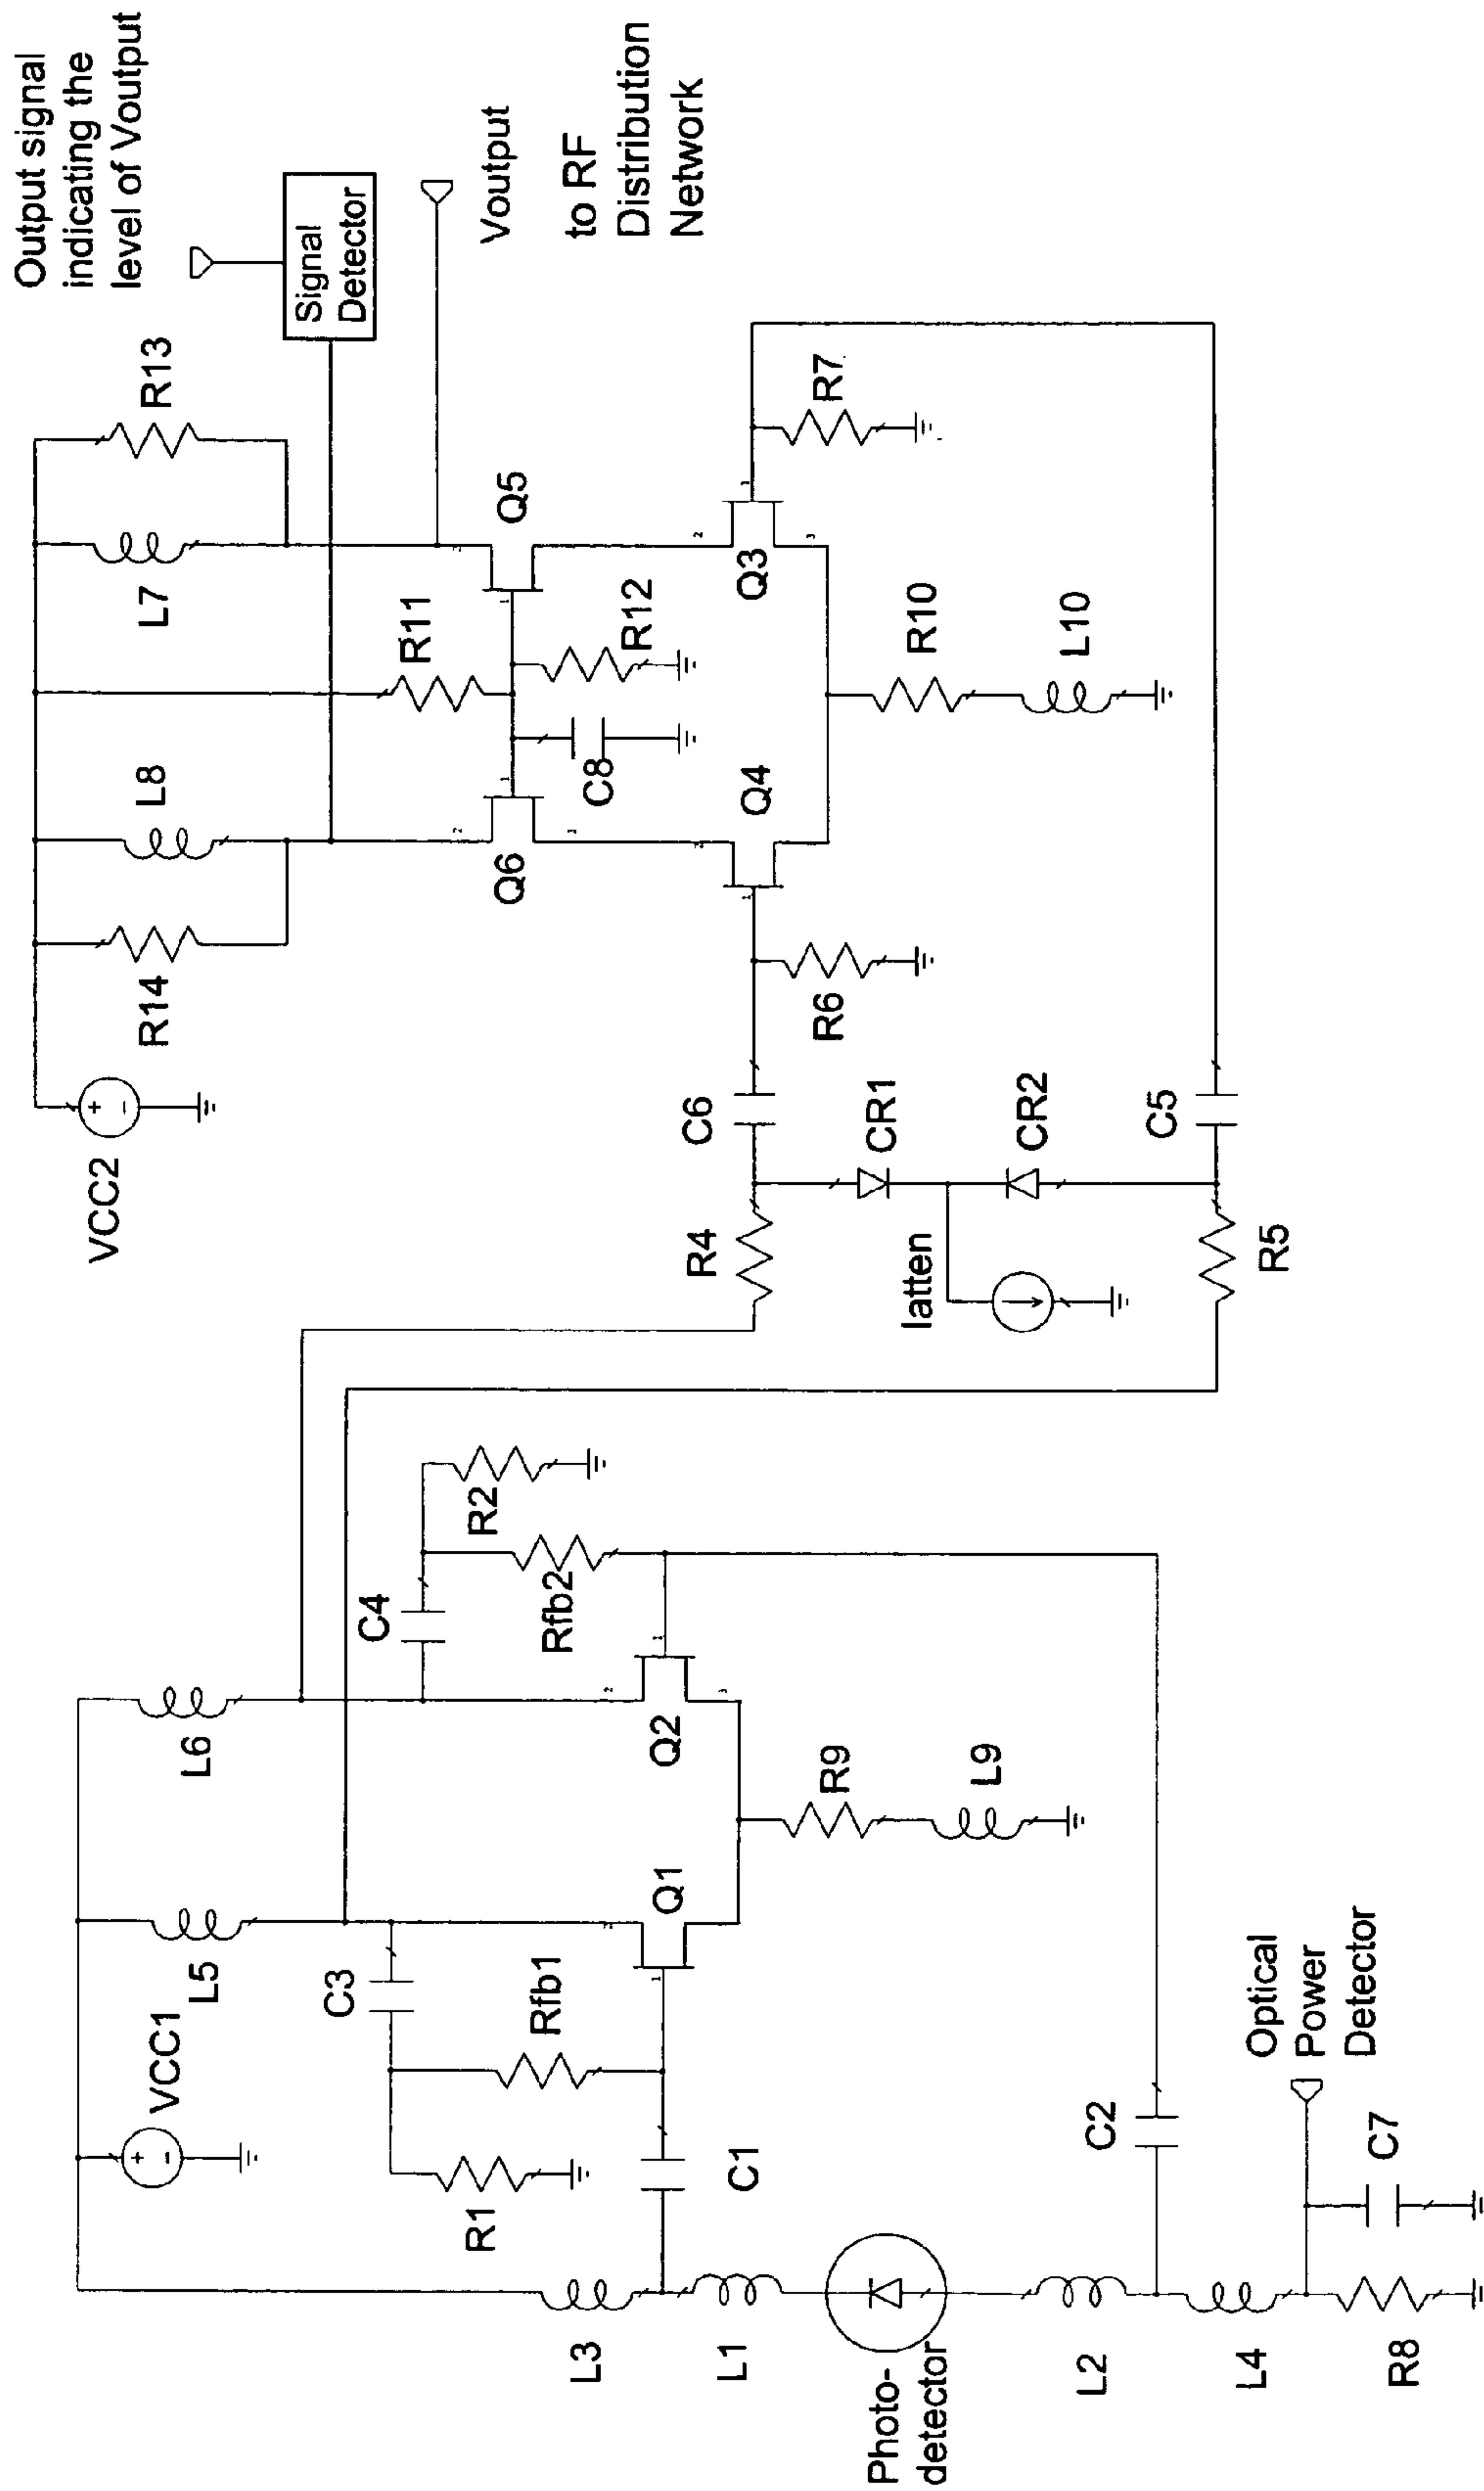 Output signal
indicating the
level of Voutput
Signal
Detector
Voutput
to RF
Distribution
Network
VCC2
R14
L8
L7
R13
R11
Q6
Q5
C8
R12
Q4
Q3
R6
R7
R10
L10
C6
R4
CR1
Iatten
CR2
C5
R5
VCC1
L5
L6
C3
C4
R1
Rfb1
Rfb2
R2
Q1
Q2
R9
L9
C1
L3
L1
Photo-
detector
L2
C2
L4
R8
C7
Optical
Power
Detector